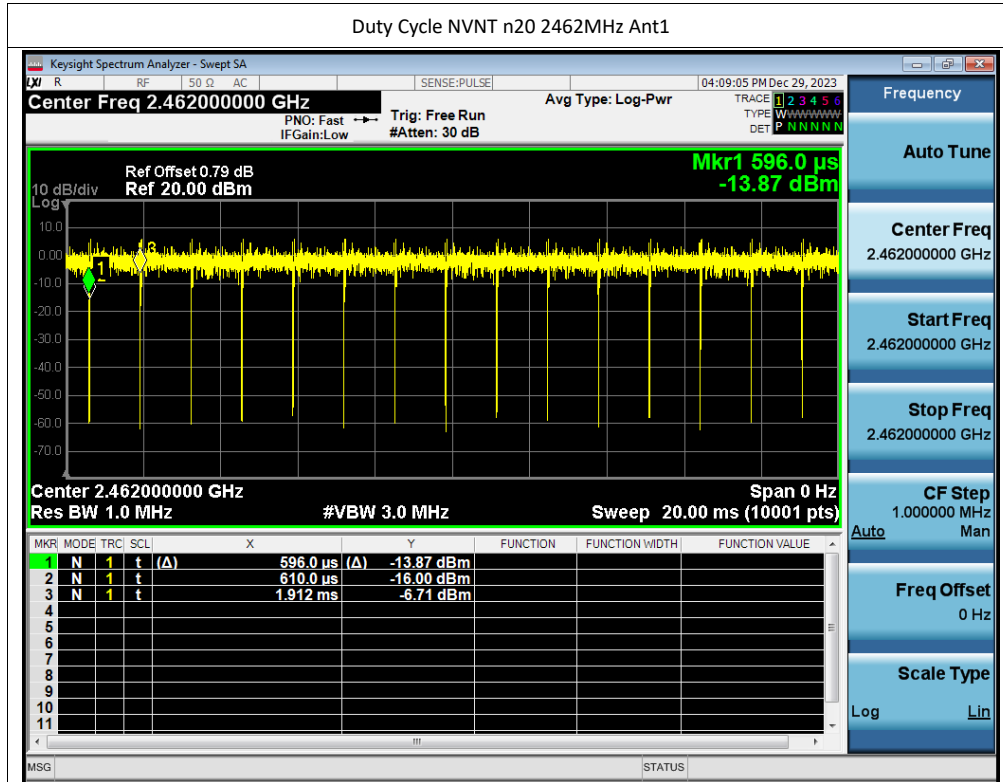 Duty Cycle NVNT n20 2462MHz Ant1
Keysight Spectrum Analyzer - Swept SA
LXI R RF 50 Ω AC SENSE:PULSE 04:09:05 PM Dec 29, 2023
Center Freq 2.462000000 GHz
Avg Type: Log-Pwr
TRACE 1 2 3 4 5 6
PNO: Fast
Trig: Free Run
TYPE WWWWWW
IFGain:Low
#Atten: 30 dB
DET P N N N N N
Mkr1 596.0 µs
-13.87 dBm
Ref Offset 0.79 dB
10 dB/div Ref 20.00 dBm
Log
10.0
0.00
-10.0
-20.0
-30.0
-40.0
-50.0
-60.0
-70.0
1
3
Center 2.462000000 GHz Span 0 Hz
Res BW 1.0 MHz #VBW 3.0 MHz Sweep 20.00 ms (10001 pts)
MKR MODE TRC SCL X Y FUNCTION FUNCTION WIDTH FUNCTION VALUE
1 N 1 t (Δ) 596.0 µs (Δ) -13.87 dBm
2 N 1 t 610.0 µs -16.00 dBm
3 N 1 t 1.912 ms -6.71 dBm
4
5
6
7
8
9
10
11
MSG STATUS
Frequency
Auto Tune
Center Freq
2.462000000 GHz
Start Freq
2.462000000 GHz
Stop Freq
2.462000000 GHz
CF Step
1.000000 MHz
Auto Man
Freq Offset
0 Hz
Scale Type
Log Lin